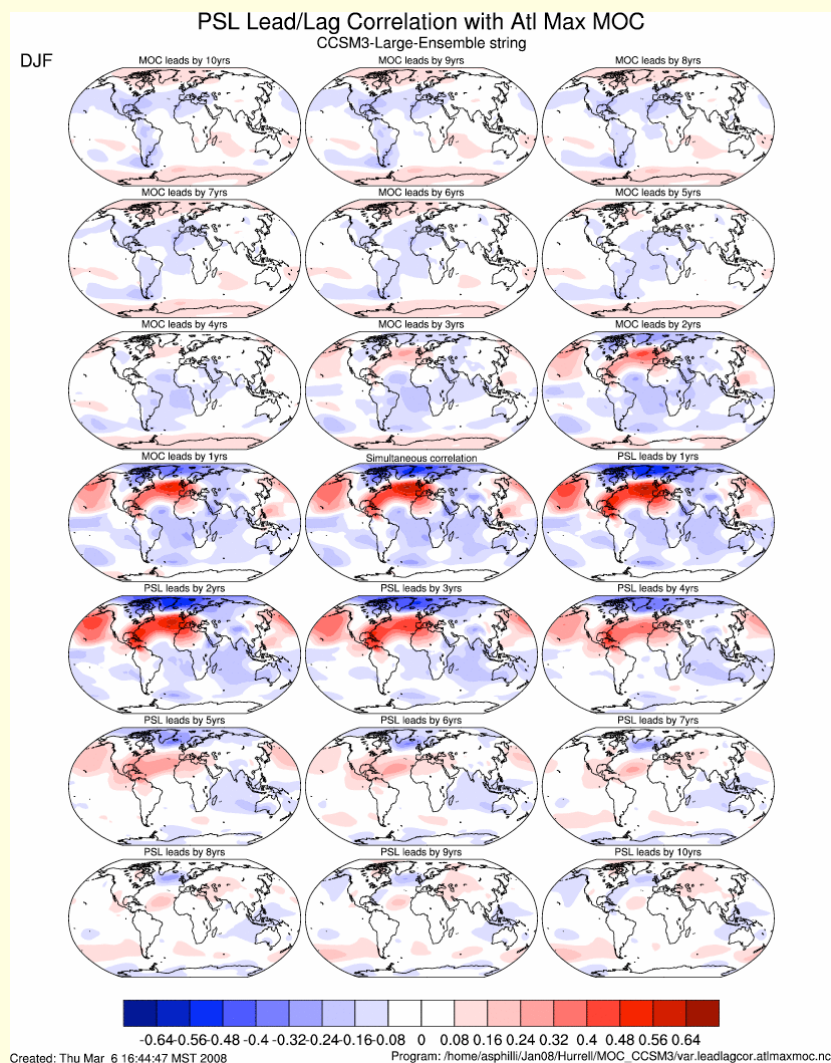 PSL Lead/Lag Correlation with Atl Max MOC
CCSM3-Large-Ensemble string
DJF
MOC leads by 10yrs
MOC leads by 9yrs
MOC leads by 8yrs
MOC leads by 7yrs
MOC leads by 6yrs
MOC leads by 5yrs
MOC leads by 4yrs
MOC leads by 3yrs
MOC leads by 2yrs
MOC leads by 1yrs
Simultaneous correlation
PSL leads by 1yrs
PSL leads by 2yrs
PSL leads by 3yrs
PSL leads by 4yrs
PSL leads by 5yrs
PSL leads by 6yrs
PSL leads by 7yrs
PSL leads by 8yrs
PSL leads by 9yrs
PSL leads by 10yrs
-0.64-0.56-0.48 -0.4 -0.32-0.24-0.16-0.08 0 0.08 0.16 0.24 0.32 0.4 0.48 0.56 0.64
Created: Thu Mar 6 16:44:47 MST 2008
Program: /home/asphilli/Jan08/Hurrell/MOC_CCSM3/var.leadlagcor.atlmaxmoc.nc